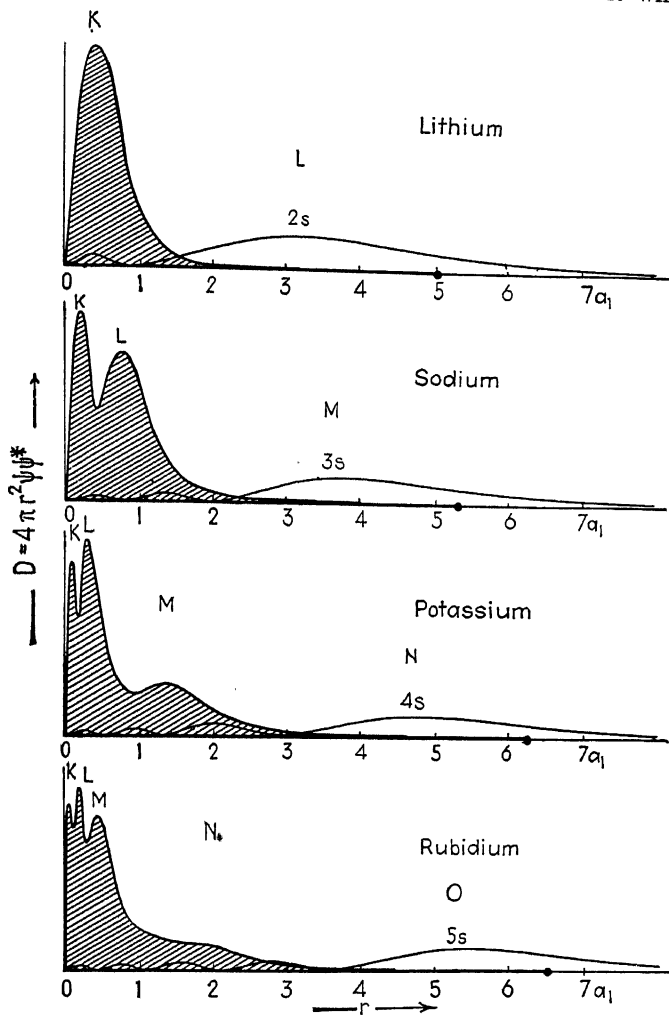 K
Lithium
L
2s
0 1 2 3 4 5 6 7a₁
K
L
Sodium
M
3s
0 1 2 3 4 5 6 7a₁
K L
M
Potassium
N
4s
0 1 2 3 4 5 6 7a₁
K L
M
N
Rubidium
O
5s
0 1 2 3 4 5 6 7a₁
r
D = 4πr²ψψ*